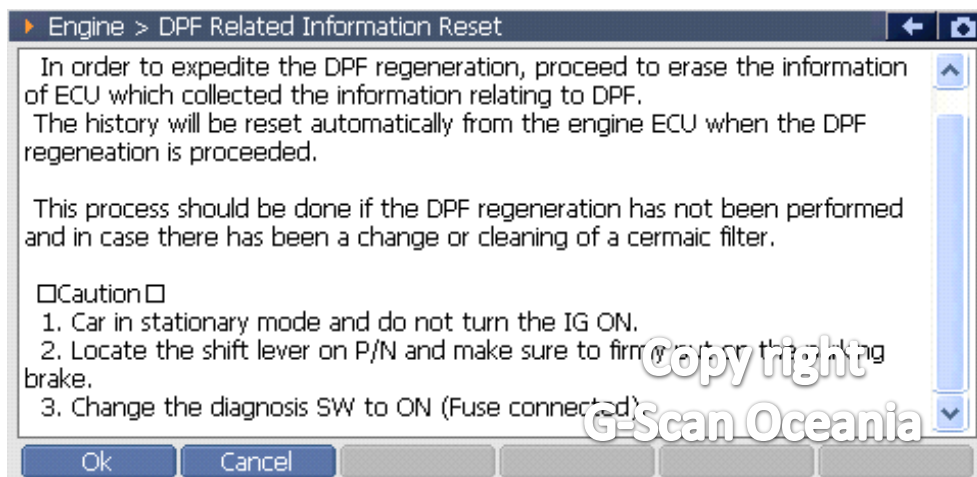 Engine > DPF Related Information Reset
In order to expedite the DPF regeneration, proceed to erase the information
of ECU which collected the information relating to DPF.
The history will be reset automatically from the engine ECU when the DPF
regeneation is proceeded.
This process should be done if the DPF regeneration has not been performed
and in case there has been a change or cleaning of a cermaic filter.
□Caution□
1. Car in stationary mode and do not turn the IG ON.
2. Locate the shift lever on P/N and make sure to firmly put on the parking
brake.
3. Change the diagnosis SW to ON (Fuse connected)
Copy right
G-Scan Oceania
Ok Cancel